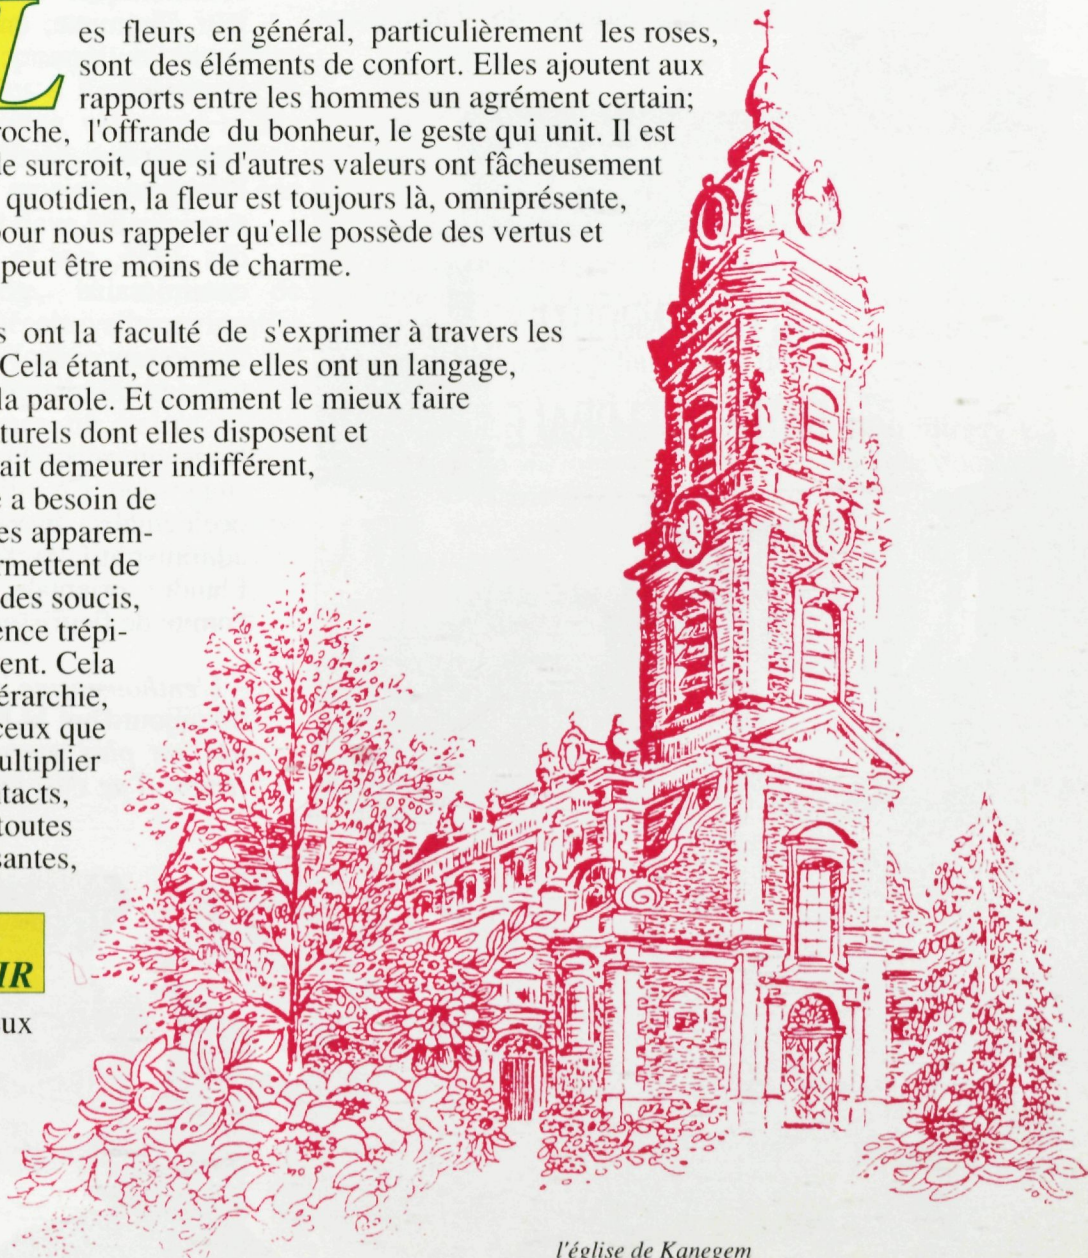 Les fleurs en général, particulièrement les roses,
sont des éléments de confort. Elles ajoutent aux
rapports entre les hommes un agrément certain;
l'offrande du bonheur, le geste qui unit. Il est
surcroit, que si d'autres valeurs ont fâcheusement
quotidien, la fleur est toujours là, omniprésente,
pour nous rappeler qu'elle possède des vertus et
peut être moins de charme.
ont la faculté de s'exprimer à travers les
Cela étant, comme elles ont un langage,
la parole. Et comment le mieux faire
turels dont elles disposent et
ait demeurer indifférent,
a besoin de
es apparem-
rmettent de
des soucis,
ence trépi-
ent. Cela
érarchie,
ceux que
ultiplier
tacts,
toutes
santes,
IR
ux
l'église de Kanegem